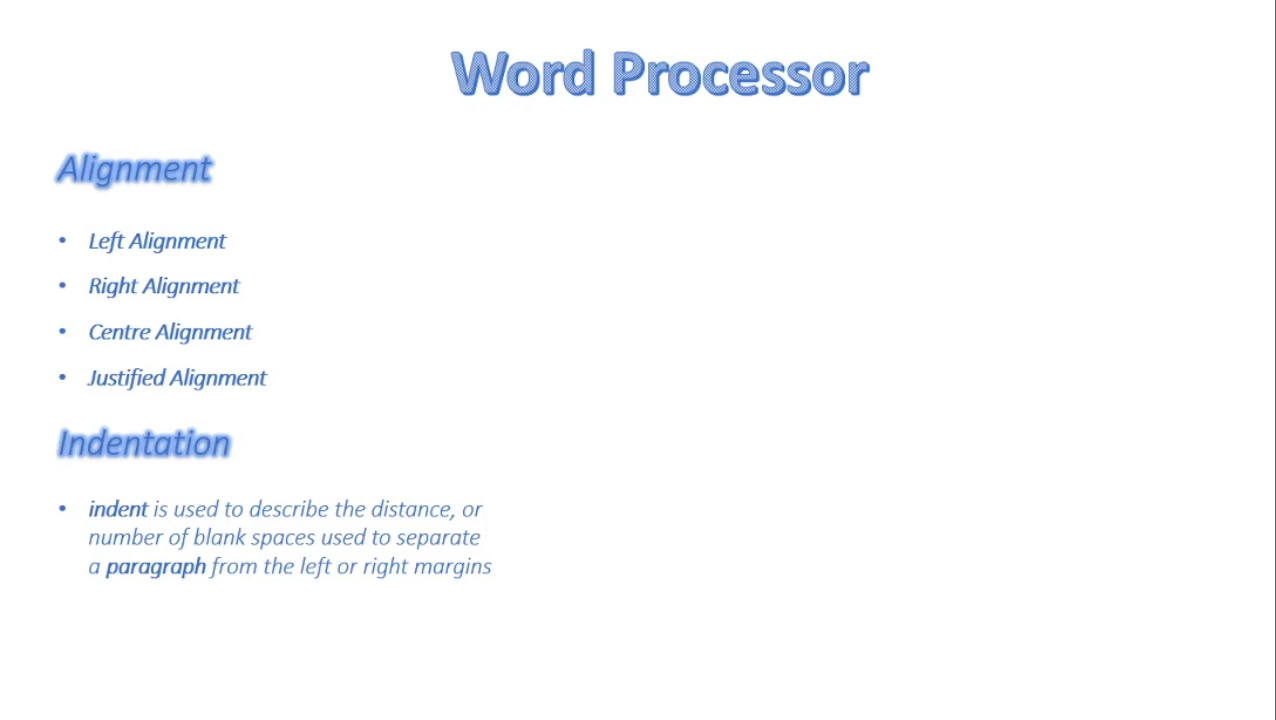 Word Processor
Alignment
• Left Alignment
• Right Alignment
• Centre Alignment
• Justified Alignment
Indentation
• indent is used to describe the distance, or
number of blank spaces used to separate
a paragraph from the left or right margins